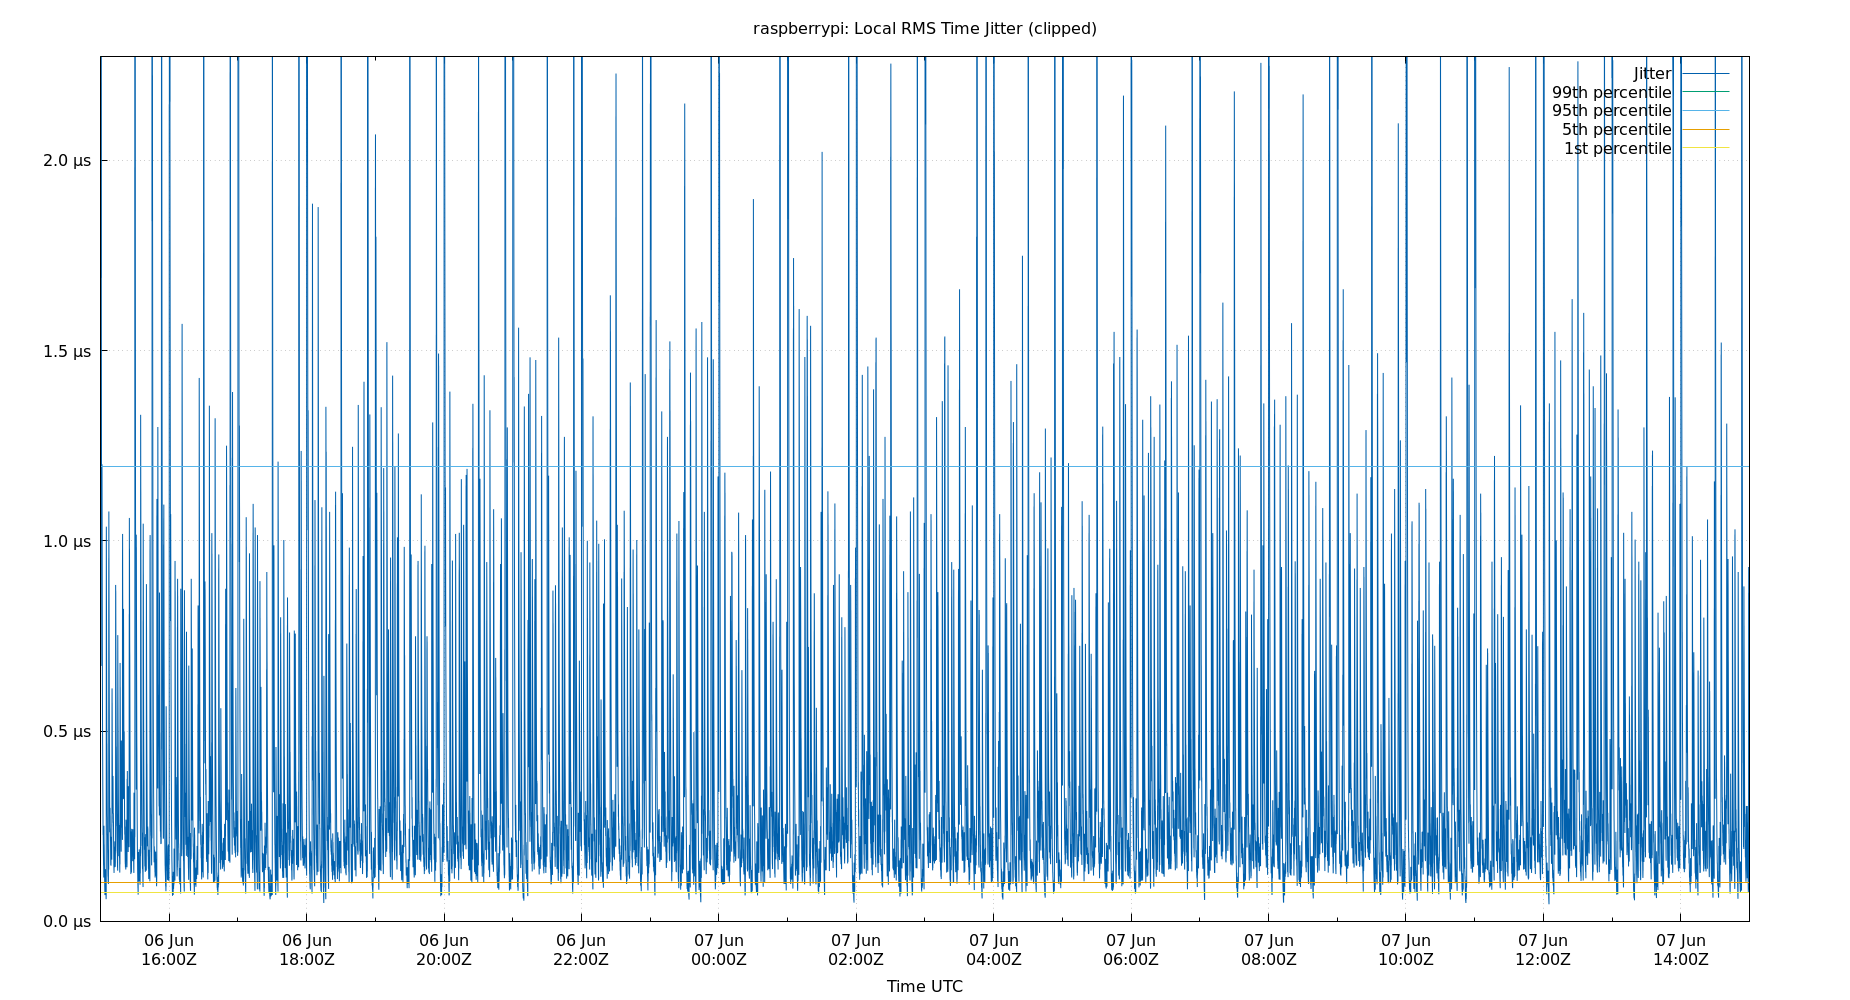 raspberrypi: Local RMS Time Jitter (clipped)
Jitter
99th percentile
95th percentile
5th percentile
1st percentile
2.0 µs
1.5 µs
1.0 µs
0.5 µs
0.0 µs
06 Jun 06 Jun 06 Jun 06 Jun 07 Jun 07 Jun 07 Jun 07 Jun 07 Jun 07 Jun 07 Jun 07 Jun
16:00Z 18:00Z 20:00Z 22:00Z 00:00Z 02:00Z 04:00Z 06:00Z 08:00Z 10:00Z 12:00Z 14:00Z
Time UTC